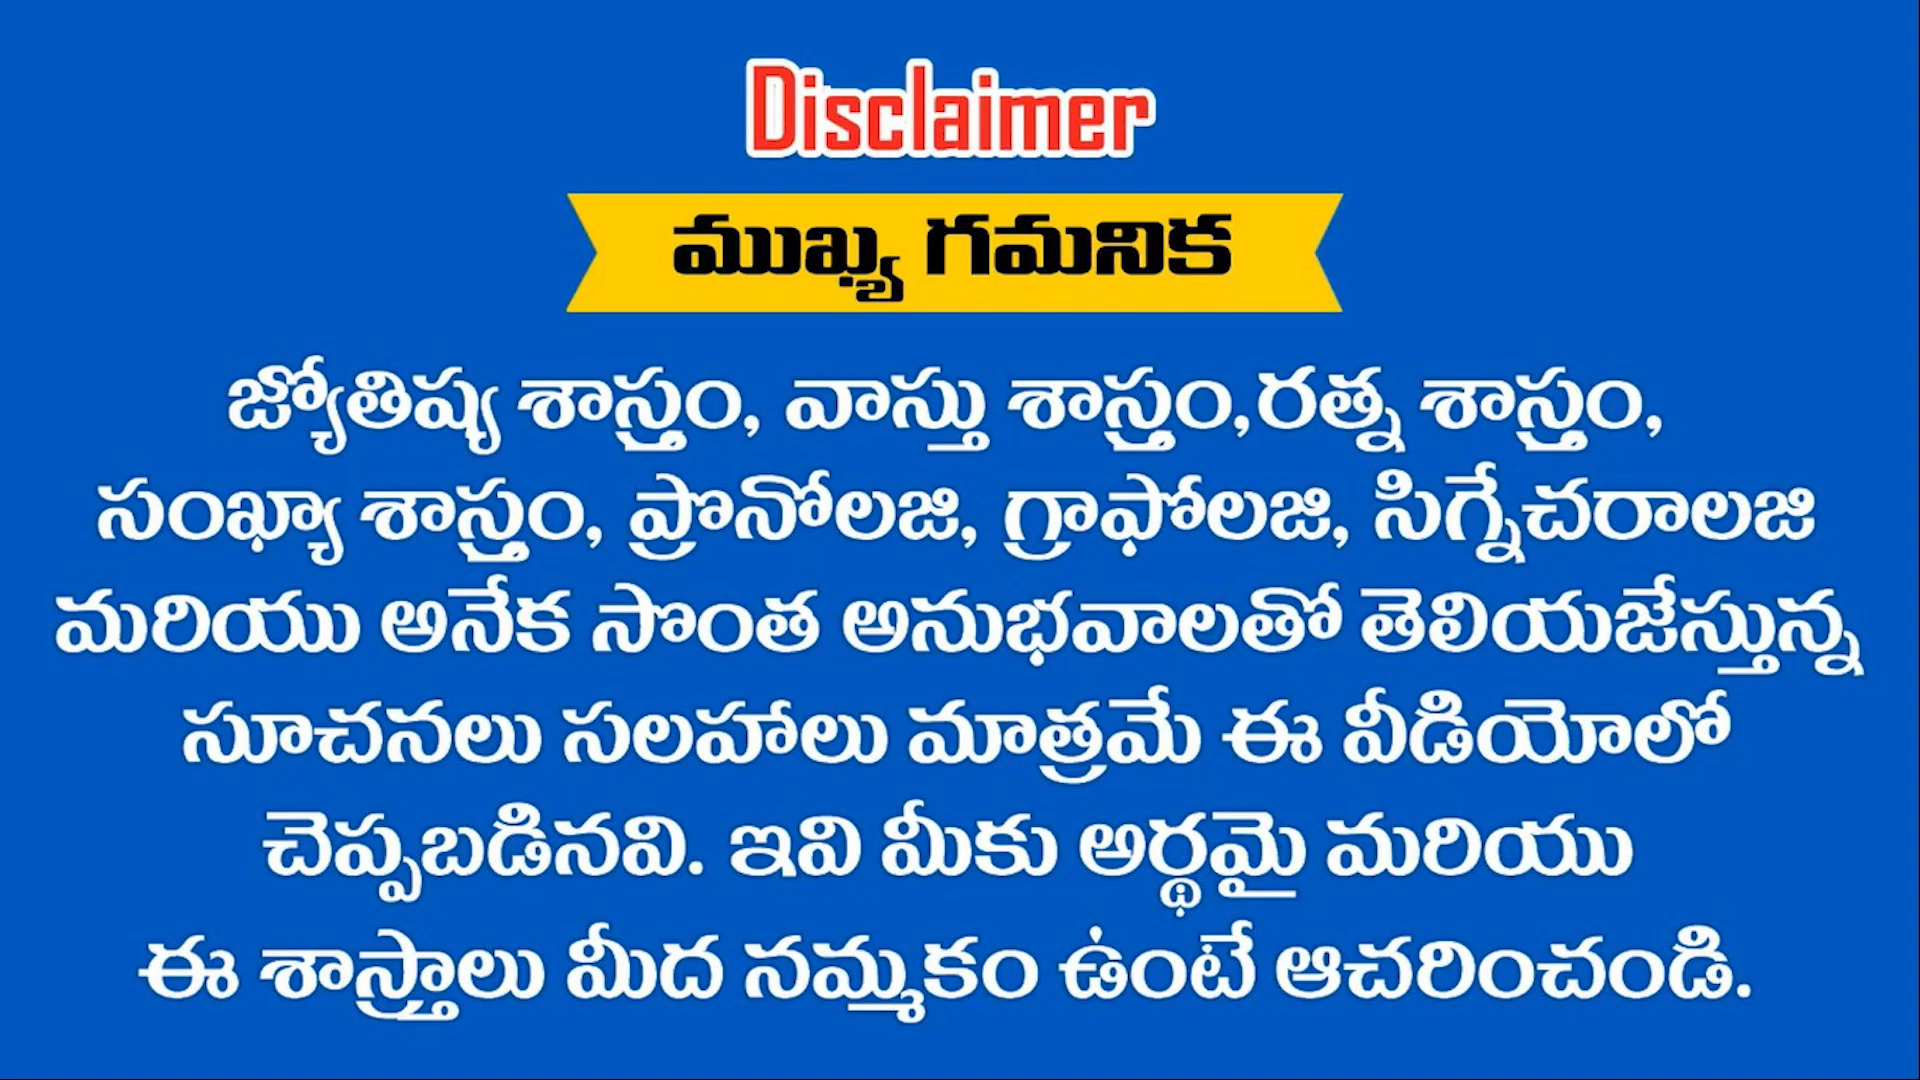 Disclaimer
ముఖ్య గమనిక
జ్యోతిష్య శాస్త్రం, వాస్తు శాస్త్రం,రత్న శాస్త్రం,
సంఖ్యా శాస్త్రం, ప్రొనోలజి, గ్రాఫోలజి, సిగ్నేచరాలజి
మరియు అనేక సొంత అనుభవాలతో తెలియజేస్తున్న
సూచనలు సలహాలు మాత్రమే ఈ వీడియోలో
చెప్పబడినవి. ఇవి మీకు అర్థమై మరియు
ఈ శాస్త్రాలు మీద నమ్మకం ఉంటే ఆచరించండి.